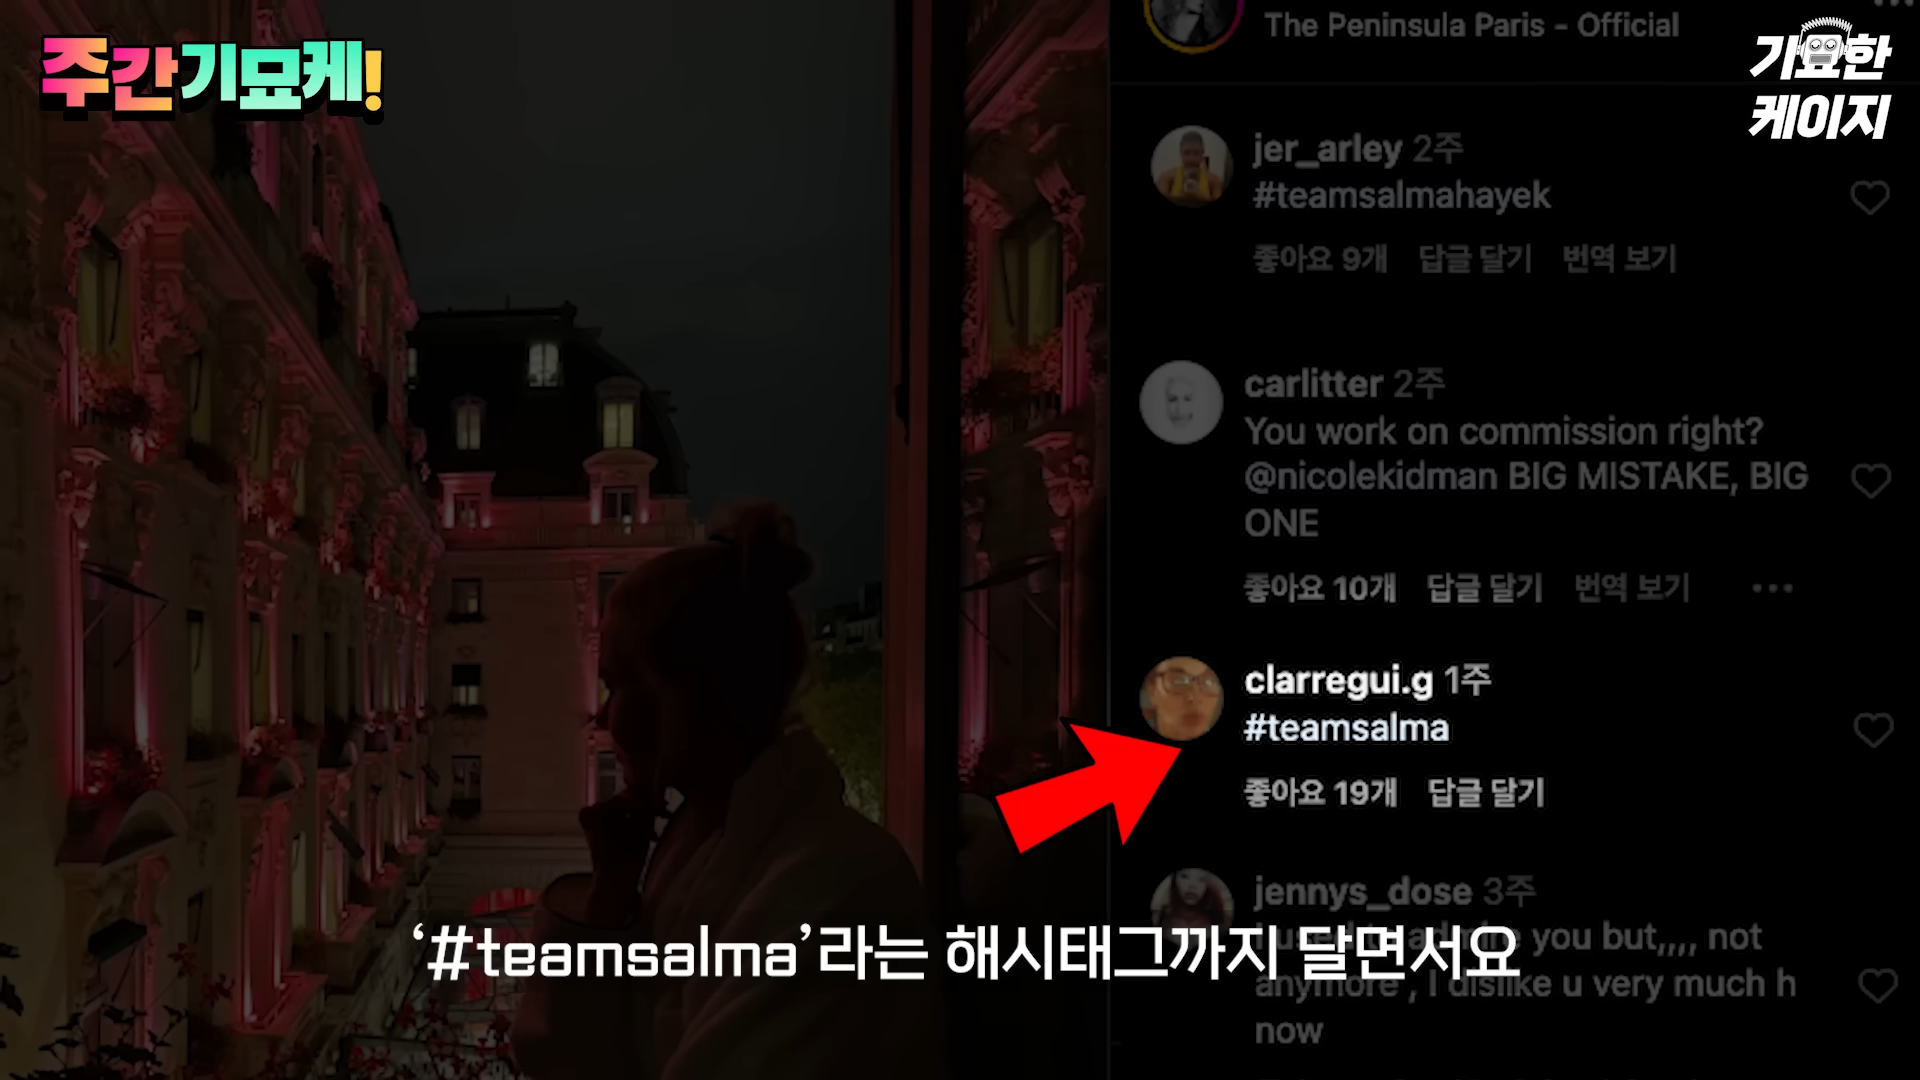 주간기묘케!
기묘한
케이지
The Peninsula Paris - Official
jer_arley 2주
#teamsalmahayek
좋아요 9개 답글 달기 번역 보기
carlitter 2주
You work on commission right?
@nicolekidman BIG MISTAKE, BIG
ONE
좋아요 10개 답글 달기 번역 보기
clarregui.g 1주
#teamsalma
좋아요 19개 답글 달기
jennys_dose 3주
you but,,,, not
anymore , I dislike u very much h
now
‘#teamsalma’라는 해시태그까지 달면서요